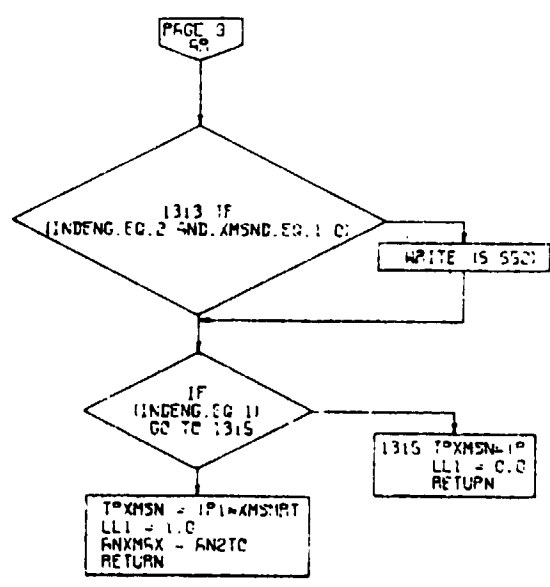 PAGE 3
1313 IF
(INDENG.EQ.2 AND.XMSND.EQ.1 0)
WRITE (6 552)
IF
(INDENG.EQ 1)
GO TO 1315
1315
LL1 = 0.0
RETURN
LL1 = 1.0
RETURN